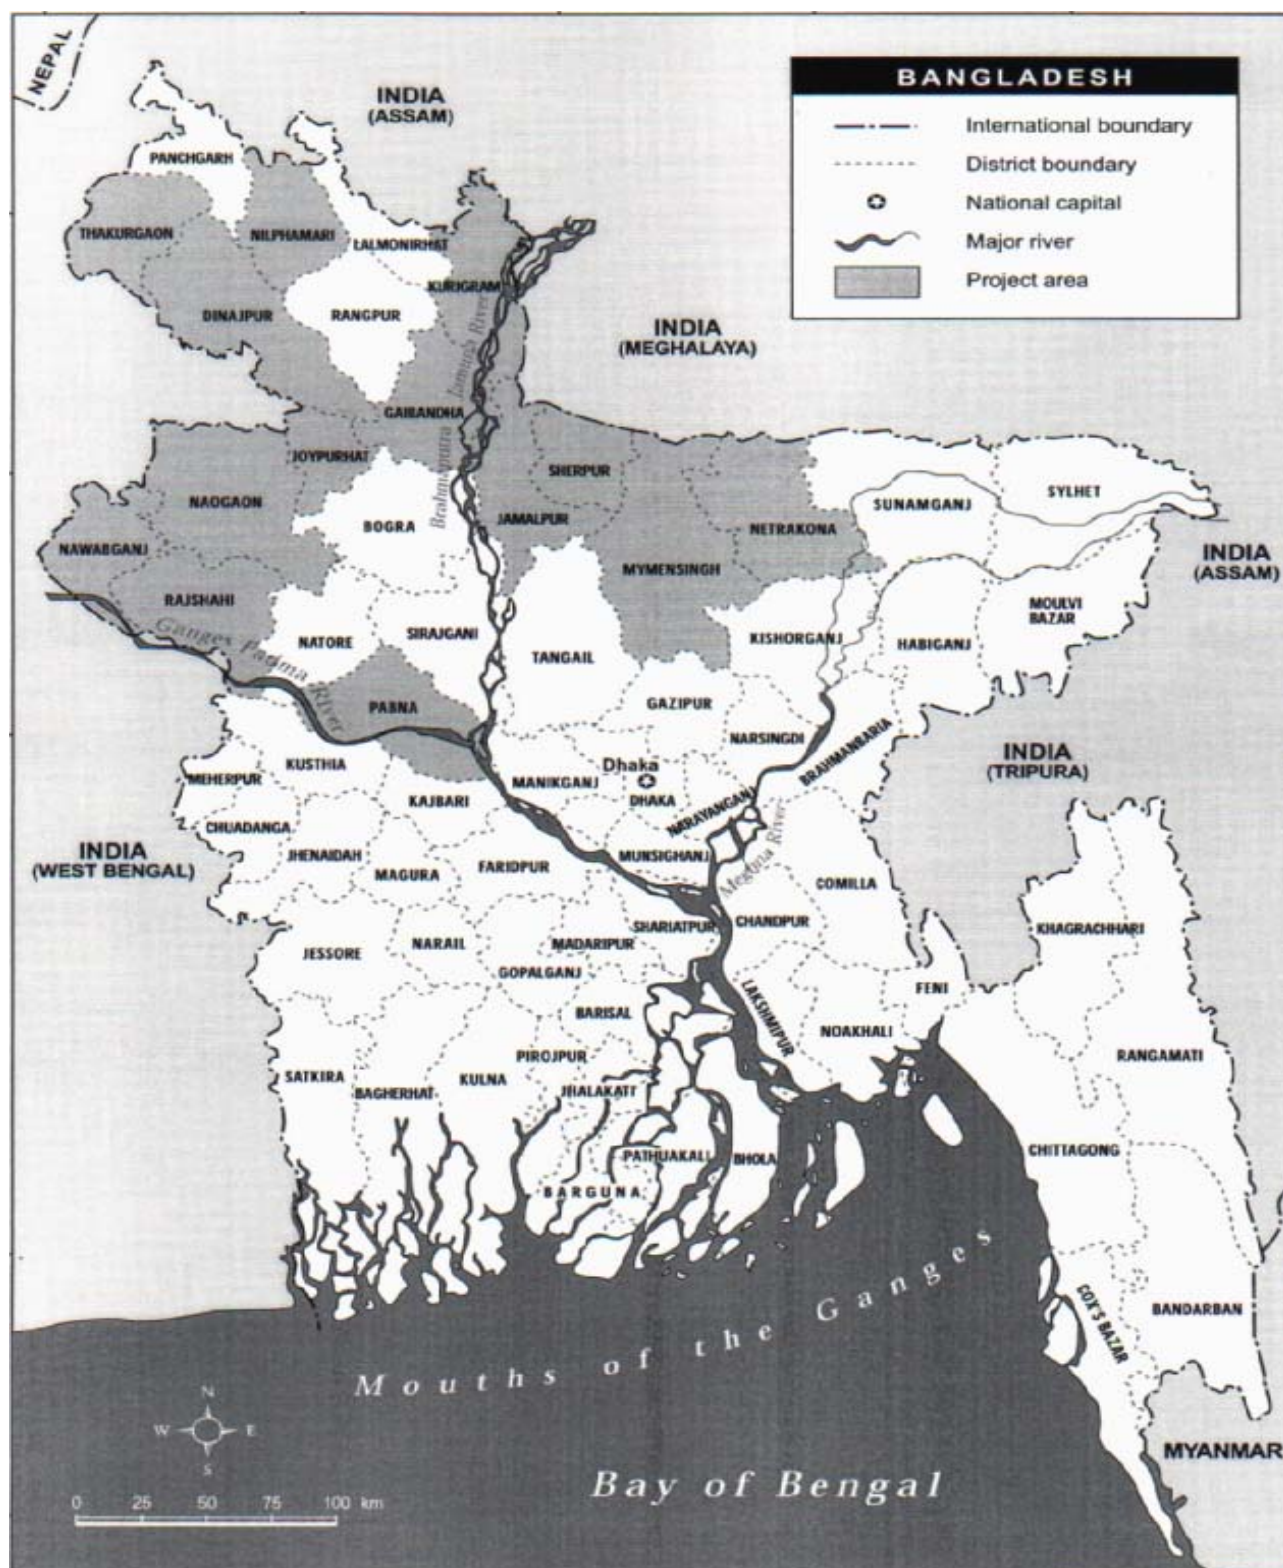 NEPAL
INDIA
(ASSAM)
BANGLADESH
International boundary
District boundary
National capital
Major river
Project area
PANCHGARH
THAKURGAON
NILPHAMARI
LALMONIRHAT
KURIGRAM
DINAJPUR
RANGPUR
INDIA
(MEGHALAYA)
Brahmaputra Jamuna River
GAIBANDHA
JOYPURHAT
SHERPUR
NAOGAON
BOGRA
JAMALPUR
NETRAKONA
SUNAMGANJ
SYLHET
NAWABGANJ
MYMENSINGH
INDIA
(ASSAM)
RAJSHAHI
Ganges Padma River
NATORE
SIRAJGANI
TANGAIL
KISHORGANJ
HABIGANJ
MOULVI
BAZAR
PABNA
GAZIPUR
NARSINGDI
BRAHMANBARIA
INDIA
(TRIPURA)
MEHERPUR
KUSTHIA
KAJBARI
MANIKGANJ
Dhaka
DHAKA
NARAYANGANJ
CHUADANGA
JHENAIDAH
MAGURA
FARIDPUR
MUNSIGHANJ
Meghna River
COMILLA
INDIA
(WEST BENGAL)
JESSORE
NARAIL
MADARIPUR
SHARIATPUR
CHANDPUR
KHAGRACHHARI
GOPALGANJ
FENI
BARISAL
LAKSHMIPUR
NOAKHALI
RANGAMATI
SATKIRA
BAGHERHAT
KULNA
PIROJPUR
JHALAKATI
PATHUAKALI
BHOLA
CHITTAGONG
BARGUNA
COX'S BAZAR
BANDARBAN
Mouths of the Ganges
MYANMAR
N
W E
S
Bay of Bengal
0 25 50 75 100 km